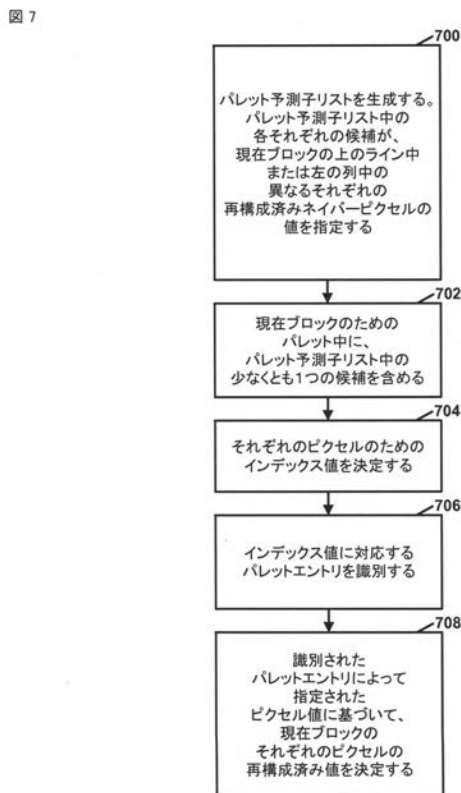 図 7
700
パレット予測子リストを生成する。
パレット予測子リスト中の
各それぞれの候補が、
現在ブロックの上のライン中
または左の列中の
異なるそれぞれの
再構成済みネイバーピクセルの
値を指定する
702
現在ブロックのための
パレット中に、
パレット予測子リスト中の
少なくとも1つの候補を含める
704
それぞれのピクセルのための
インデックス値を決定する
706
インデックス値に対応する
パレットエントリを識別する
708
識別された
パレットエントリによって
指定された
ピクセル値に基づいて、
現在ブロックの
それぞれのピクセルの
再構成済み値を決定する